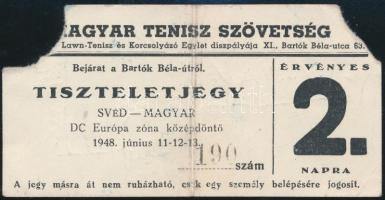 MAGYAR TENISZ SZÖVETSÉG
Lawn-Tenisz és Korcsolyázó Egylet díszpályája XI., Bartók Béla-utca 63.
Bejárat a Bartók Béla-útról.
TISZTELETJEGY
SVÉD — MAGYAR
DC Európa zóna középdöntő
1948. június 11-12-13.
190 szám
ÉRVÉNYES
2.
NAPRA
A jegy másra át nem ruházható, csak egy személy belépésére jogosít.